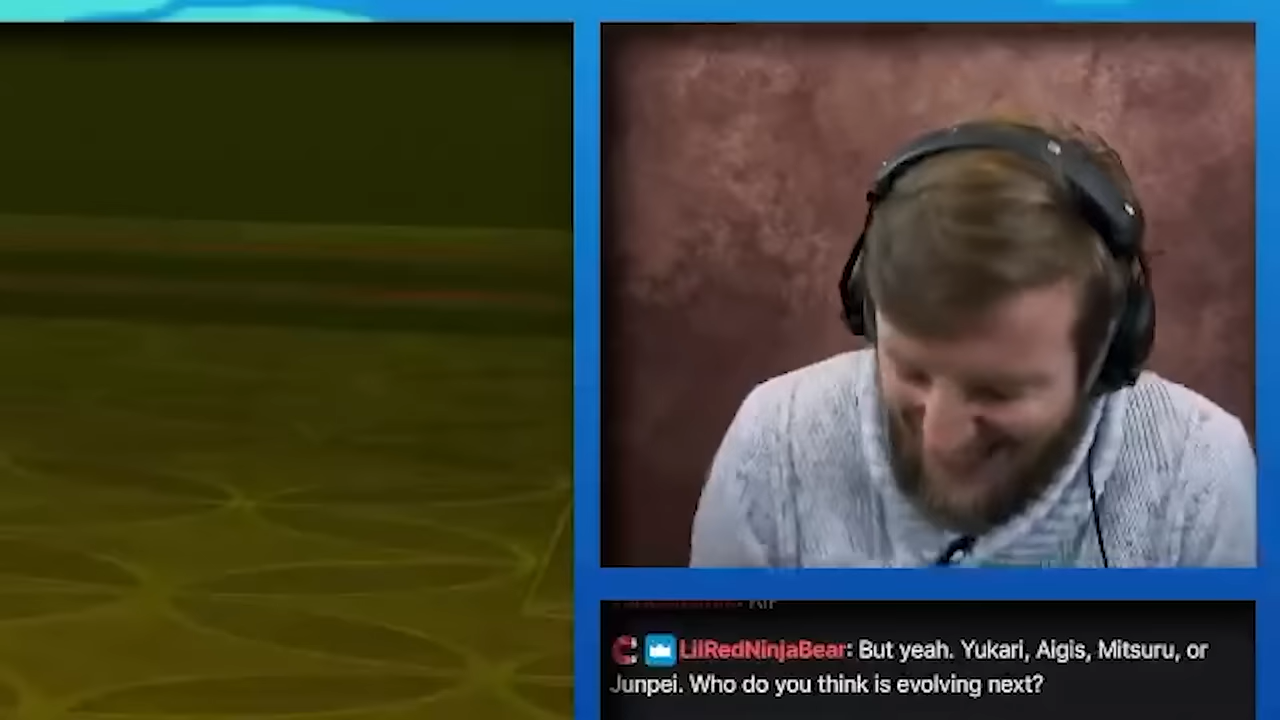 LilRedNinjaBear: But yeah. Yukari, Aigis, Mitsuru, or
Junpei. Who do you think is evolving next?